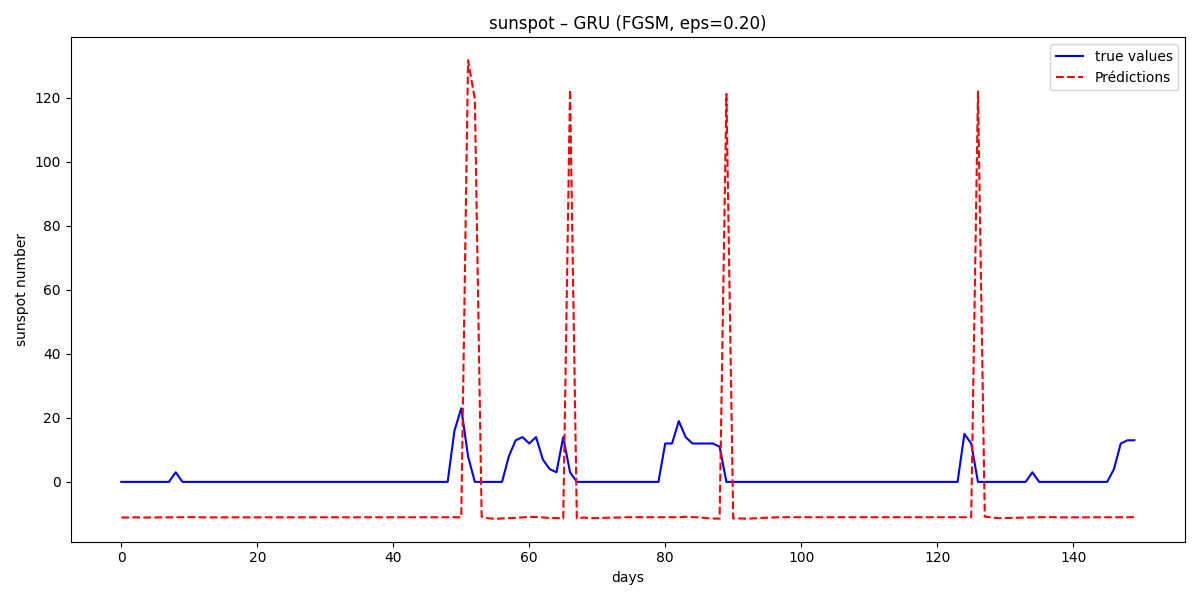 sunspot – GRU (FGSM, eps=0.20)
true values
Prédictions
120
100
80
60
40
20
0
sunspot number
0 20 40 60 80 100 120 140
days